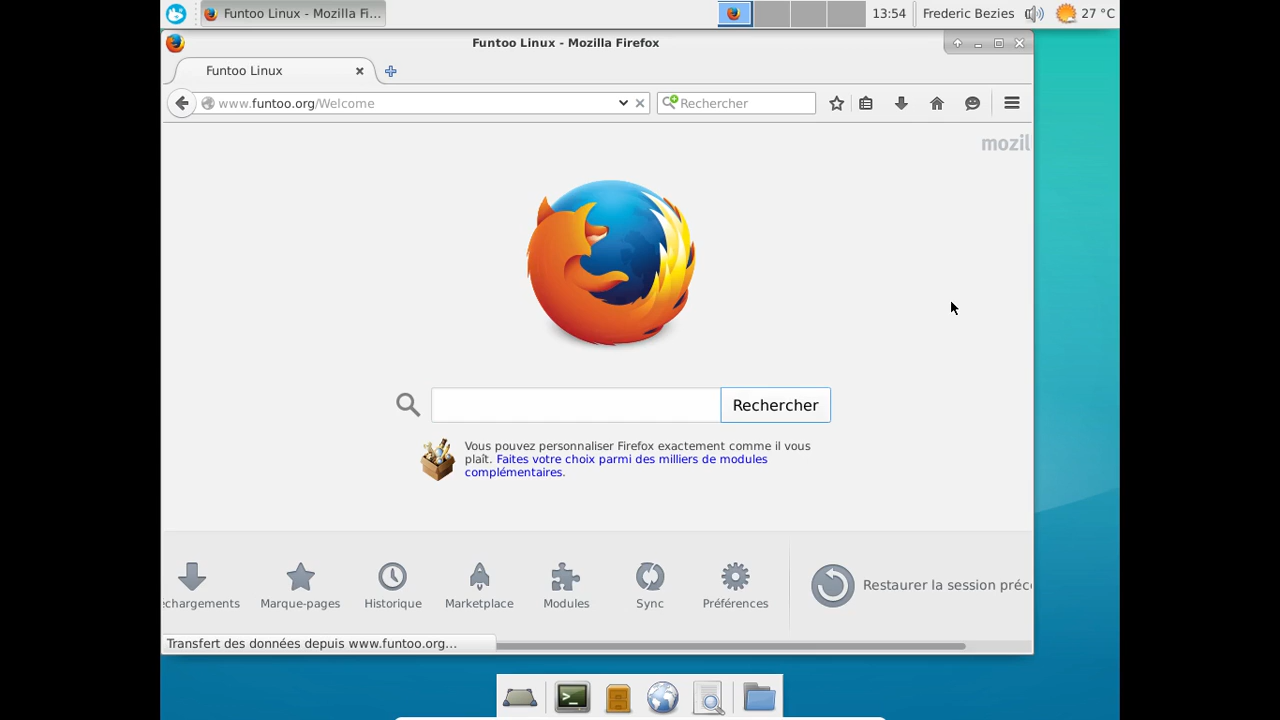 Funtoo Linux - Mozilla Fi...
13:54
Frederic Bezies
27 °C
Funtoo Linux - Mozilla Firefox
Funtoo Linux
www.funtoo.org/Welcome
Rechercher
mozil
Rechercher
Vous pouvez personnaliser Firefox exactement comme il vous
plaît. Faites votre choix parmi des milliers de modules
complémentaires.
echargements
Marque-pages
Historique
Marketplace
Modules
Sync
Préférences
Restaurer la session préc
Transfert des données depuis www.funtoo.org...